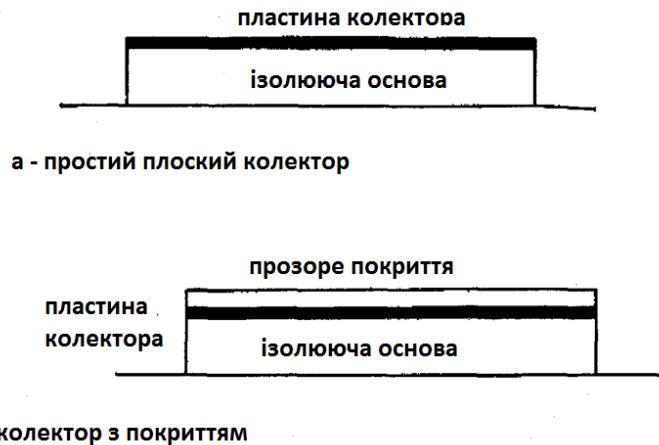 пластина колектора
ізолююча основа
а - простий плоский колектор
прозоре покриття
пластина
колектора
ізолююча основа
колектор з покриттям